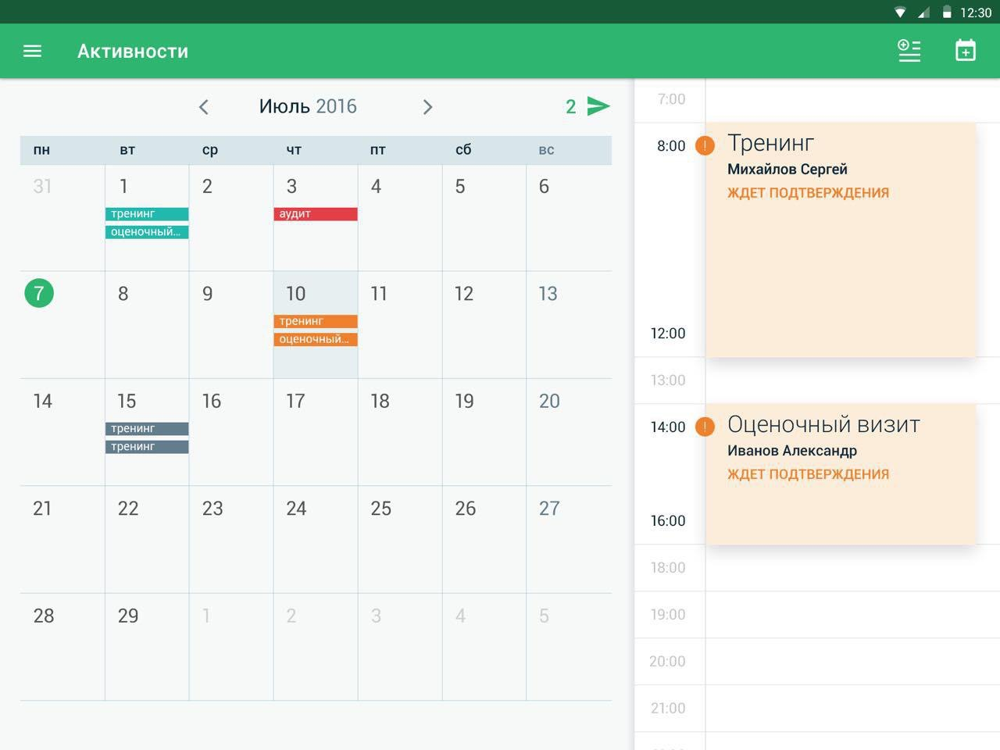 12:30
Активности
Июль 2016
2
пн вт ср чт пт сб вс
31 1 2 3 4 5 6
тренинг аудит
оценочный...
7 8 9 10 11 12 13
тренинг
оценочный...
14 15 16 17 18 19 20
тренинг
тренинг
21 22 23 24 25 26 27
28 29 1 2 3 4 5
7:00
8:00 ! Тренинг
Михайлов Сергей
ЖДЕТ ПОДТВЕРЖДЕНИЯ
12:00
13:00
14:00 ! Оценочный визит
Иванов Александр
ЖДЕТ ПОДТВЕРЖДЕНИЯ
16:00
18:00
19:00
20:00
21:00